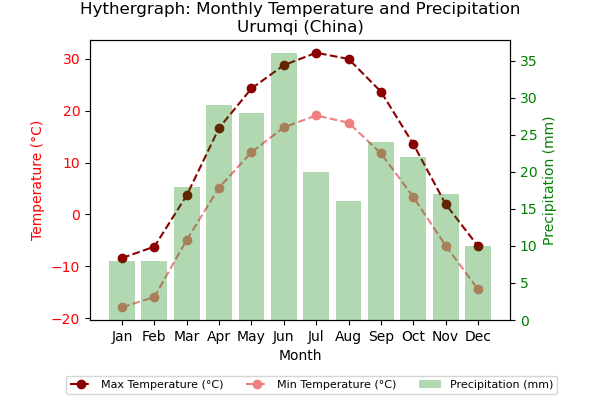 Hythergraph: Monthly Temperature and Precipitation
Urumqi (China)
Temperature (°C)
30
20
10
0
−10
−20
35
30
25
20
15
10
5
0
Precipitation (mm)
Jan Feb Mar Apr May Jun Jul Aug Sep Oct Nov Dec
Month
Max Temperature (°C) Min Temperature (°C) Precipitation (mm)